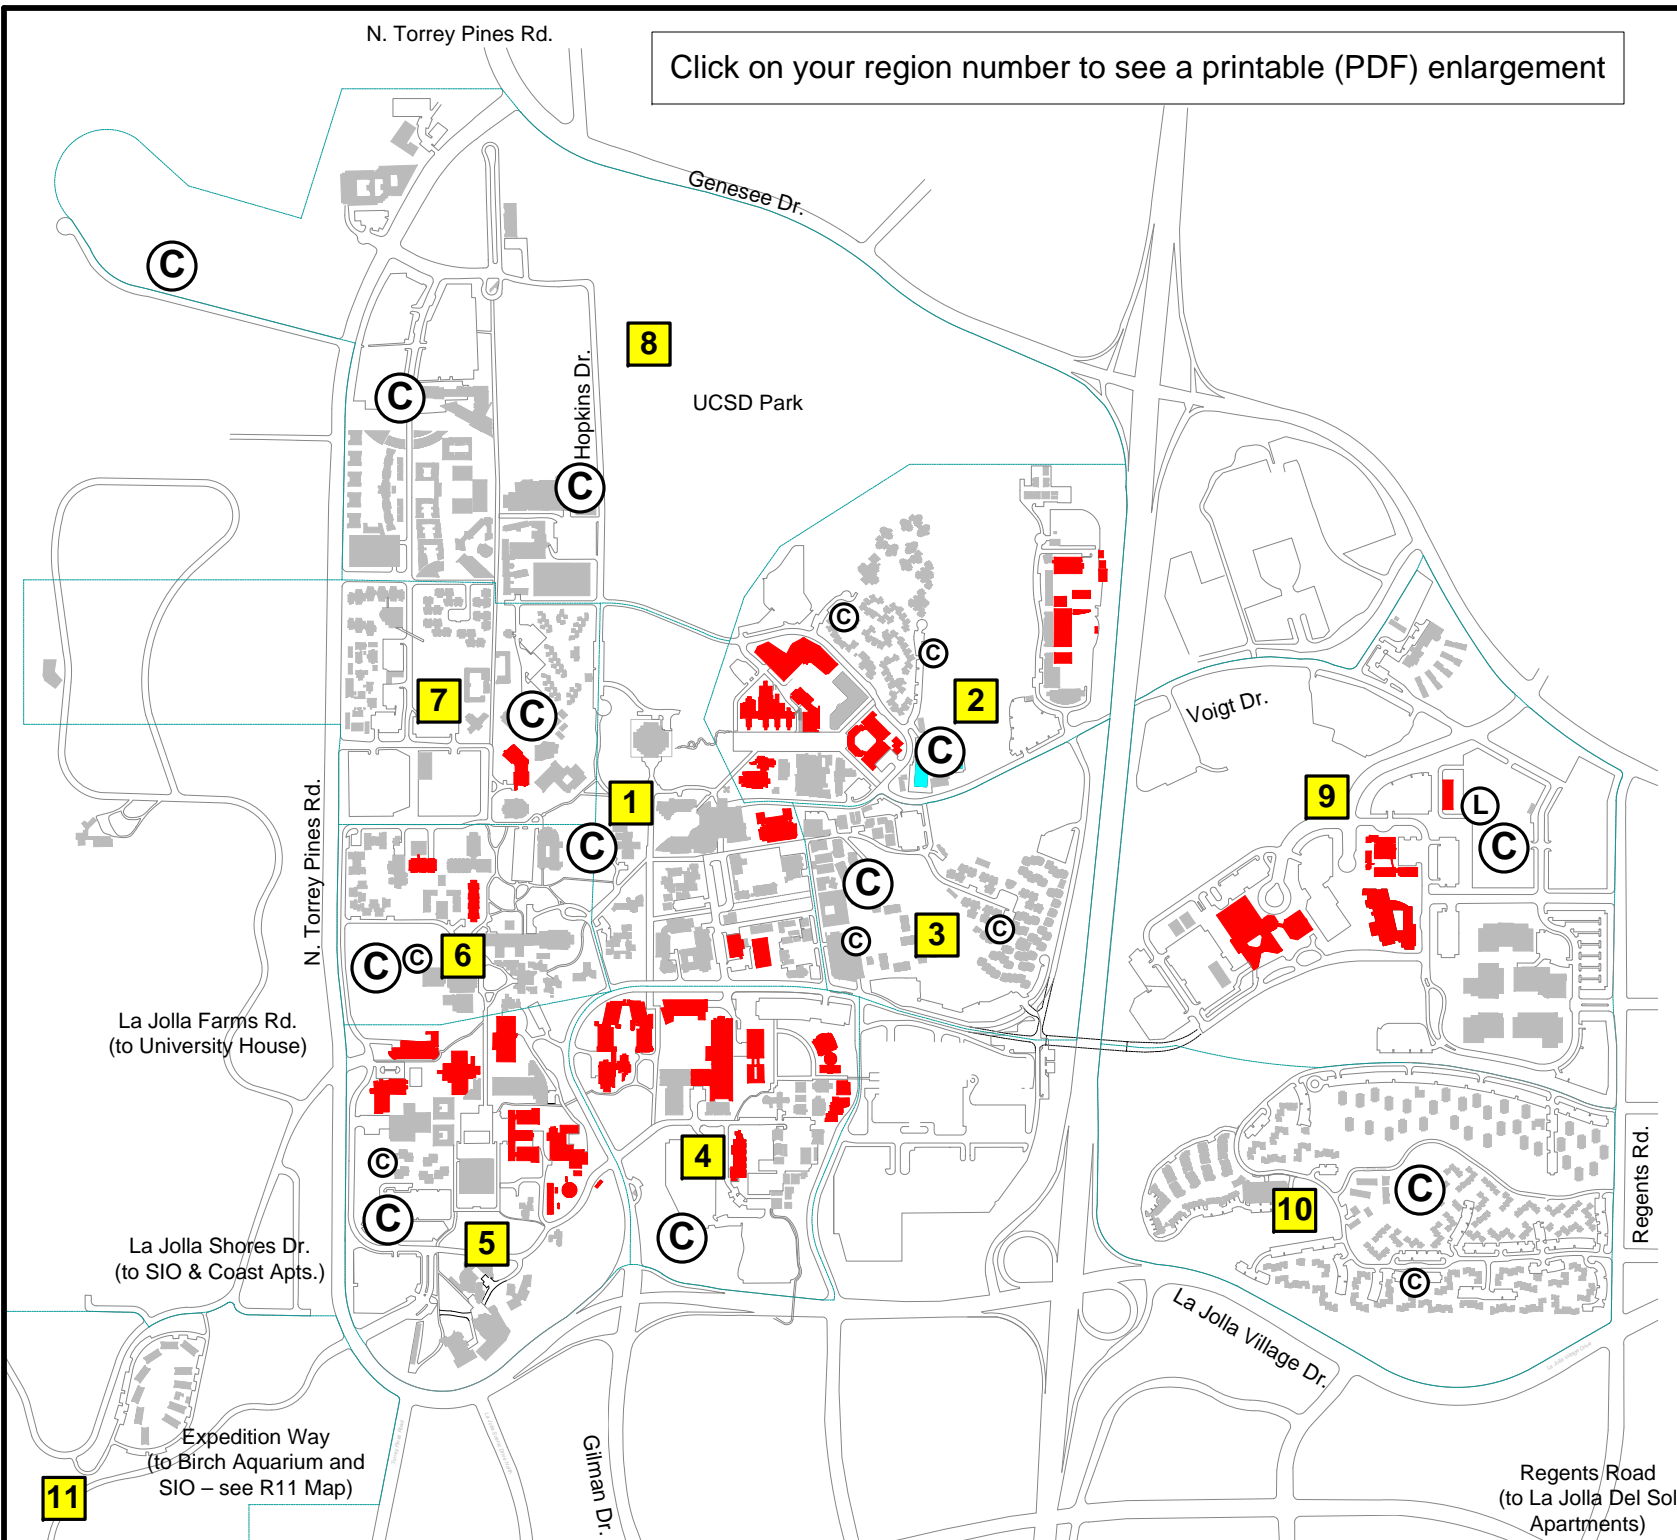 N. Torrey Pines Rd.
Click on your region number to see a printable (PDF) enlargement
Genesee Dr.
C
8
Hopkins Dr.
C
UCSD Park
C
C
C
7
C
2
C
Voigt Dr.
N. Torrey Pines Rd.
1
9
L
C
C
C
C
3
C
6
C
C
La Jolla Farms Rd.
(to University House)
4
C
C
10
C
Regents Rd.
5
C
La Jolla Shores Dr.
(to SIO & Coast Apts.)
C
La Jolla Village Dr.
La Jolla Village Drive
Expedition Way
(to Birch Aquarium and
SIO – see R11 Map)
11
Gilman Dr.
Regents Road
(to La Jolla Del Sol
Apartments)